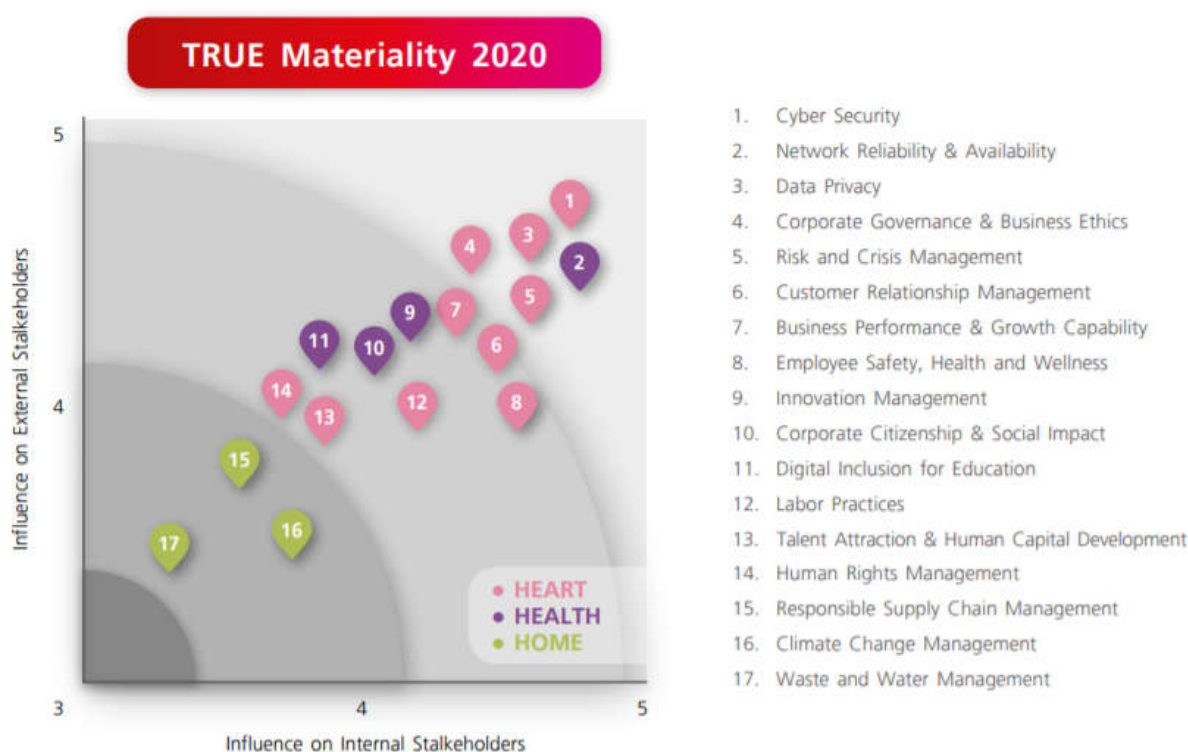 TRUE Materiality 2020
5
4
3
4
5
Influence on External Stalkeholders
Influence on Internal Stalkeholders
1
2
3
4
5
6
7
8
9
10
11
12
13
14
15
16
17
• HEART
• HEALTH
• HOME
1. Cyber Security
2. Network Reliability & Availability
3. Data Privacy
4. Corporate Governance & Business Ethics
5. Risk and Crisis Management
6. Customer Relationship Management
7. Business Performance & Growth Capability
8. Employee Safety, Health and Wellness
9. Innovation Management
10. Corporate Citizenship & Social Impact
11. Digital Inclusion for Education
12. Labor Practices
13. Talent Attraction & Human Capital Development
14. Human Rights Management
15. Responsible Supply Chain Management
16. Climate Change Management
17. Waste and Water Management